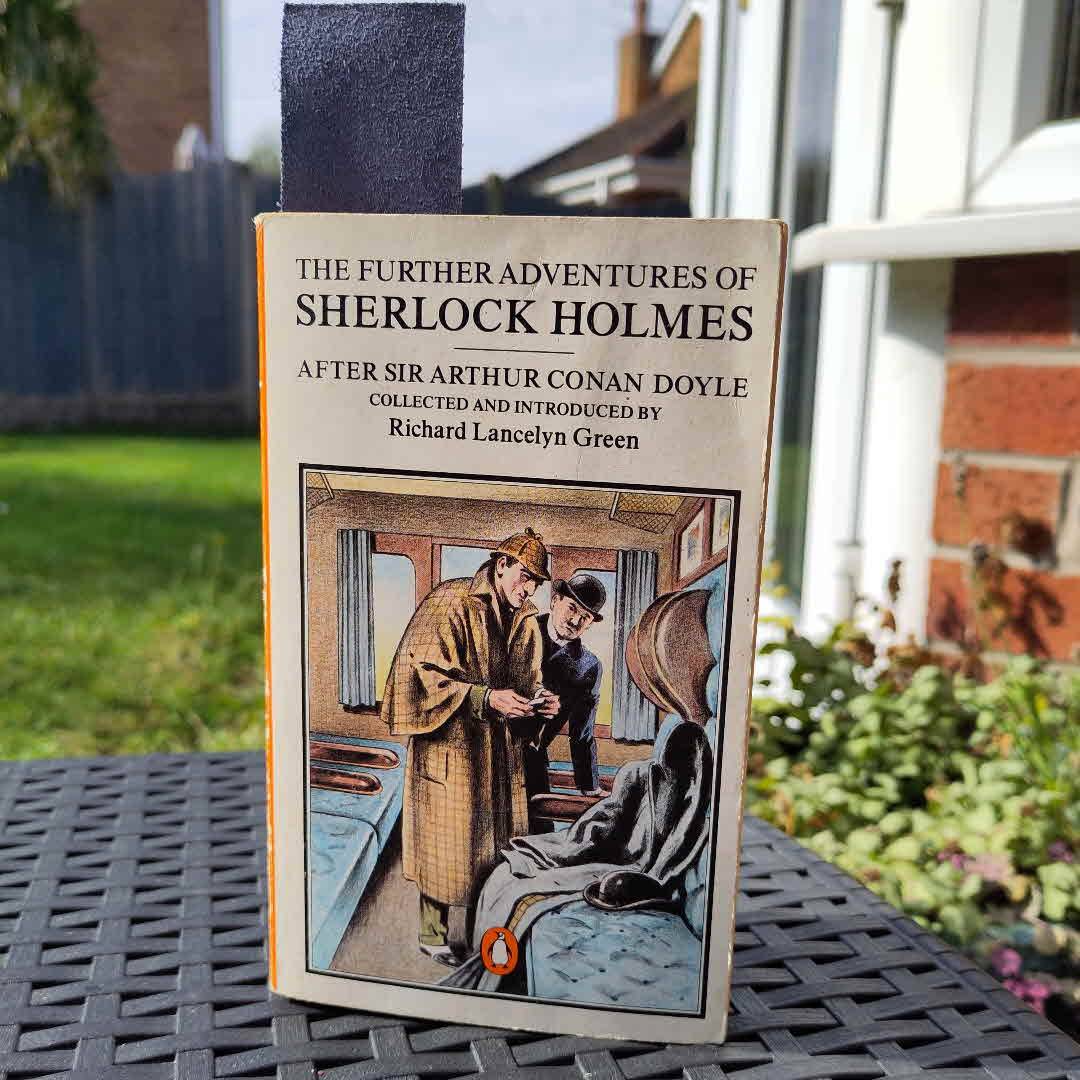 THE FURTHER ADVENTURES OF
SHERLOCK HOLMES
AFTER SIR ARTHUR CONAN DOYLE
COLLECTED AND INTRODUCED BY
Richard Lancelyn Green